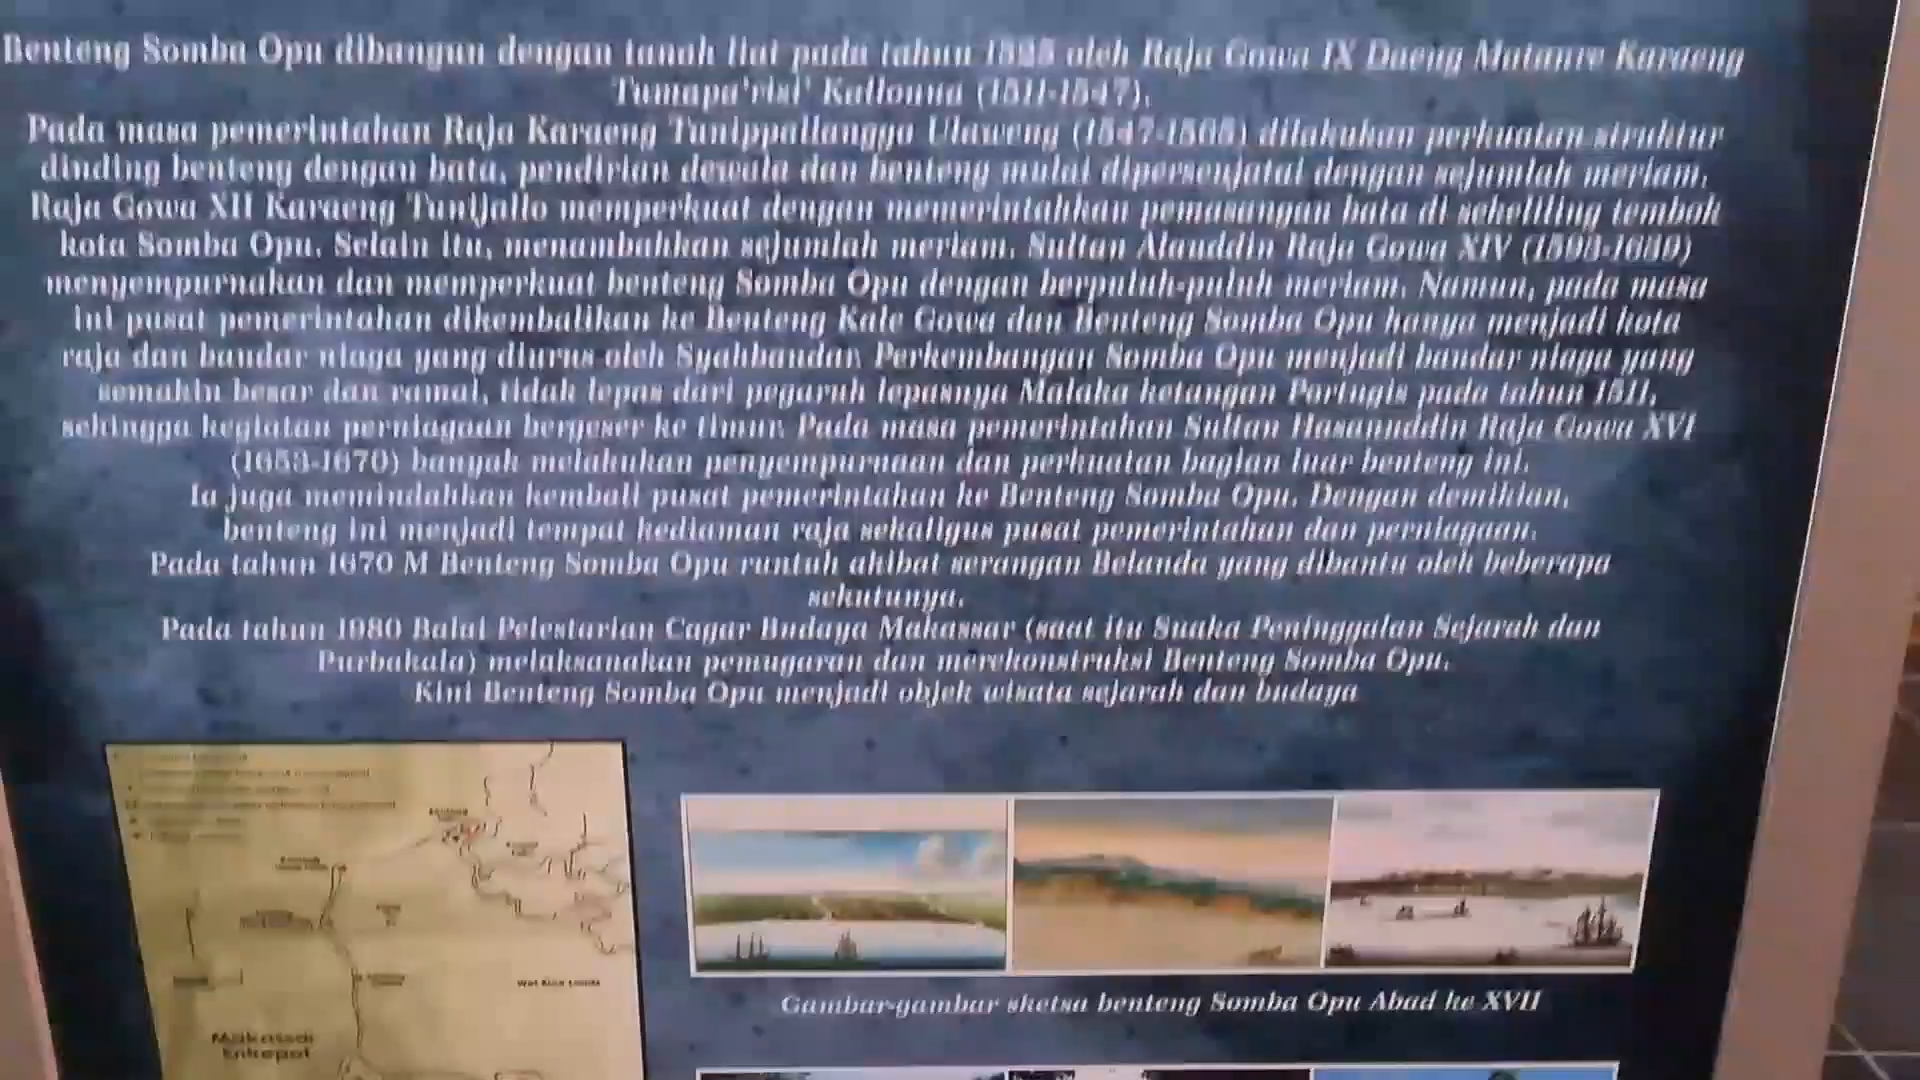 Benteng Somba Opu dibangun dengan tanah liat pada tahun 1525 oleh Raja Gowa IX Daeng Matanre Karaeng
Tumapa'risi' Kallonna (1511-1547).
Pada masa pemerintahan Raja Karaeng Tunippallangga Ulaweng (1547-1565) dilakukan perkuatan struktur
dinding benteng dengan bata, pendirian dewala dan benteng mulai dipersenjatai dengan sejumlah meriam.
Raja Gowa XII Karaeng Tunijallo memperkuat dengan memerintahkan pemasangan bata di sekeliling tembok
kota Somba Opu. Selain itu, menambahkan sejumlah meriam. Sultan Alauddin Raja Gowa XIV (1593-1639)
menyempurnakan dan memperkuat benteng Somba Opu dengan berpuluh-puluh meriam. Namun, pada masa
ini pusat pemerintahan dikembalikan ke Benteng Kale Gowa dan Benteng Somba Opu hanya menjadi kota
raja dan bandar niaga yang diurus oleh Syahbandar. Perkembangan Somba Opu menjadi bandar niaga yang
semakin besar dan ramai, tidak lepas dari pegaruh lepasnya Malaka ketangan Portugis pada tahun 1511,
sehingga kegiatan perniagaan bergeser ke timur. Pada masa pemerintahan Sultan Hasanuddin Raja Gowa XVI
(1653-1670) banyak melakukan penyempurnaan dan perkuatan bagian luar benteng ini.
Ia juga memindahkan kembali pusat pemerintahan ke Benteng Somba Opu. Dengan demikian,
benteng ini menjadi tempat kediaman raja sekaligus pusat pemerintahan dan perniagaan.
Pada tahun 1670 M Benteng Somba Opu runtuh akibat serangan Belanda yang dibantu oleh beberapa
sekutunya.
Pada tahun 1980 Balai Pelestarian Cagar Budaya Makassar (saat itu Suaka Peninggalan Sejarah dan
Purbakala) melaksanakan pemugaran dan merekonstruksi Benteng Somba Opu.
Kini Benteng Somba Opu menjadi objek wisata sejarah dan budaya
Gambar-gambar sketsa benteng Somba Opu Abad ke XVII